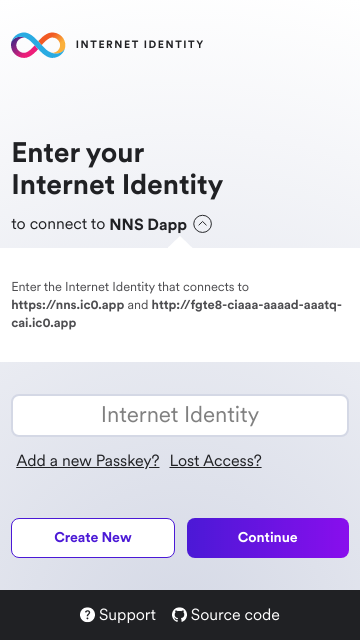 INTERNET IDENTITY
Enter your
Internet Identity
to connect to NNS Dapp
Enter the Internet Identity that connects to
https://nns.ic0.app and http://fgte8-ciaaa-aaaad-aaatq-
cai.ic0.app
Internet Identity
Add a new Passkey? Lost Access?
Create New Continue
Support Source code